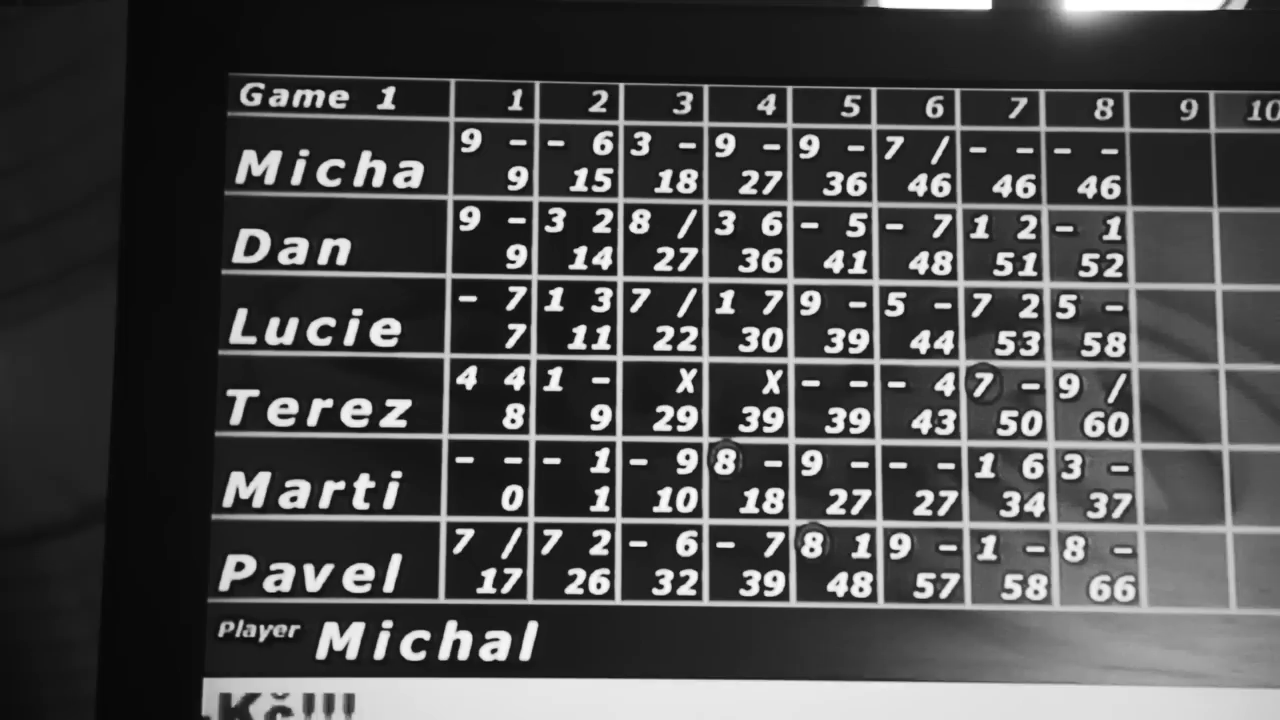 Game 1 1 2 3 4 5 6 7 8 9 10
9 - - 6 3 - 9 - 9 - 7 / - - - -
Micha 9 15 18 27 36 46 46 46
9 - 3 2 8 / 3 6 - 5 - 7 1 2 - 1
Dan 9 14 27 36 41 48 51 52
- 7 1 3 7 / 1 7 9 - 5 - 7 2 5 -
Lucie 7 11 22 30 39 44 53 58
4 4 1 - X X - - - 4 7 - 9 /
Terez 8 9 29 39 39 43 50 60
- - - 1 - 9 8 - 9 - - - 1 6 3 -
Marti 0 1 10 18 27 27 34 37
7 / 7 2 - 6 - 7 8 1 9 - 1 - 8 -
Pavel 17 26 32 39 48 57 58 66
Player Michal
Kč!!!